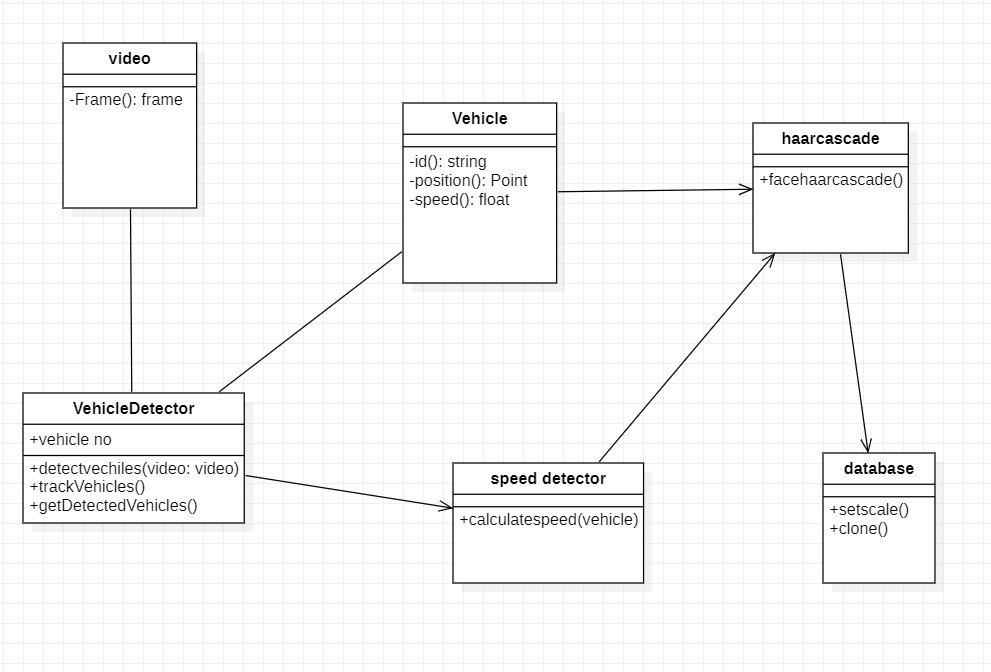 video
-Frame(): frame
Vehicle
-id(): string
-position(): Point
-speed(): float
haarcascade
+facehaarcascade()
VehicleDetector
+vehicle no
+detectvechiles(video: video)
+trackVehicles()
+getDetectedVehicles()
speed detector
+calculatespeed(vehicle)
database
+setscale()
+clone()